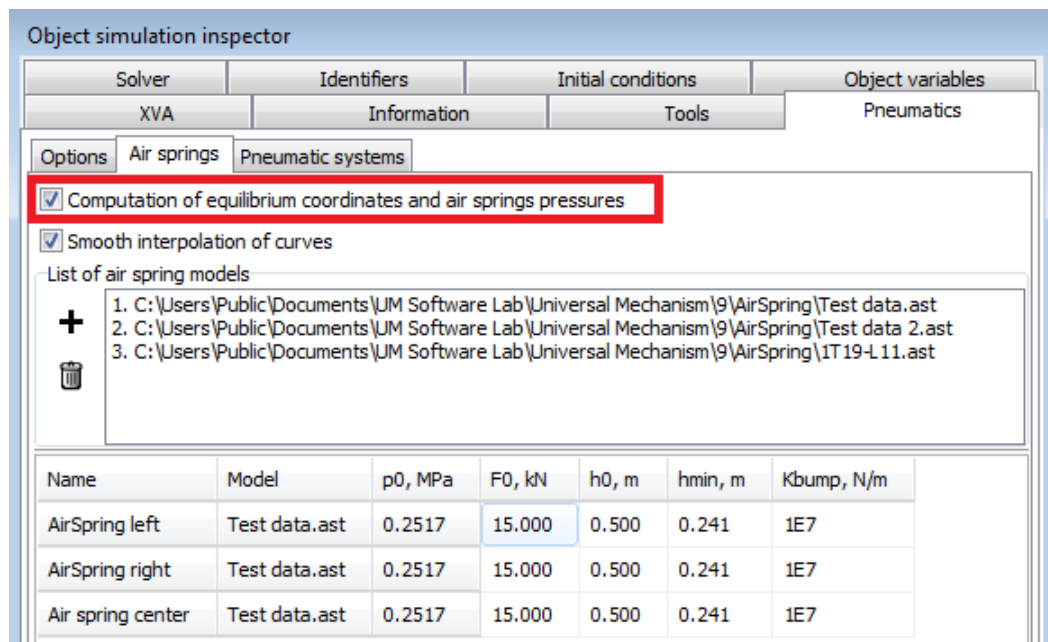 Object simulation inspector
Solver Identifiers Initial conditions Object variables
XVA Information Tools Pneumatics
Options Air springs Pneumatic systems
Computation of equilibrium coordinates and air springs pressures
Smooth interpolation of curves
List of air spring models
1. C:\Users\Public\Documents\UM Software Lab\Universal Mechanism\9\AirSpring\Test data.ast
2. C:\Users\Public\Documents\UM Software Lab\Universal Mechanism\9\AirSpring\Test data 2.ast
3. C:\Users\Public\Documents\UM Software Lab\Universal Mechanism\9\AirSpring\1T19-L11.ast
Name Model p0, MPa F0, kN h0, m hmin, m Kbump, N/m
AirSpring left Test data.ast 0.2517 15.000 0.500 0.241 1E7
AirSpring right Test data.ast 0.2517 15.000 0.500 0.241 1E7
Air spring center Test data.ast 0.2517 15.000 0.500 0.241 1E7